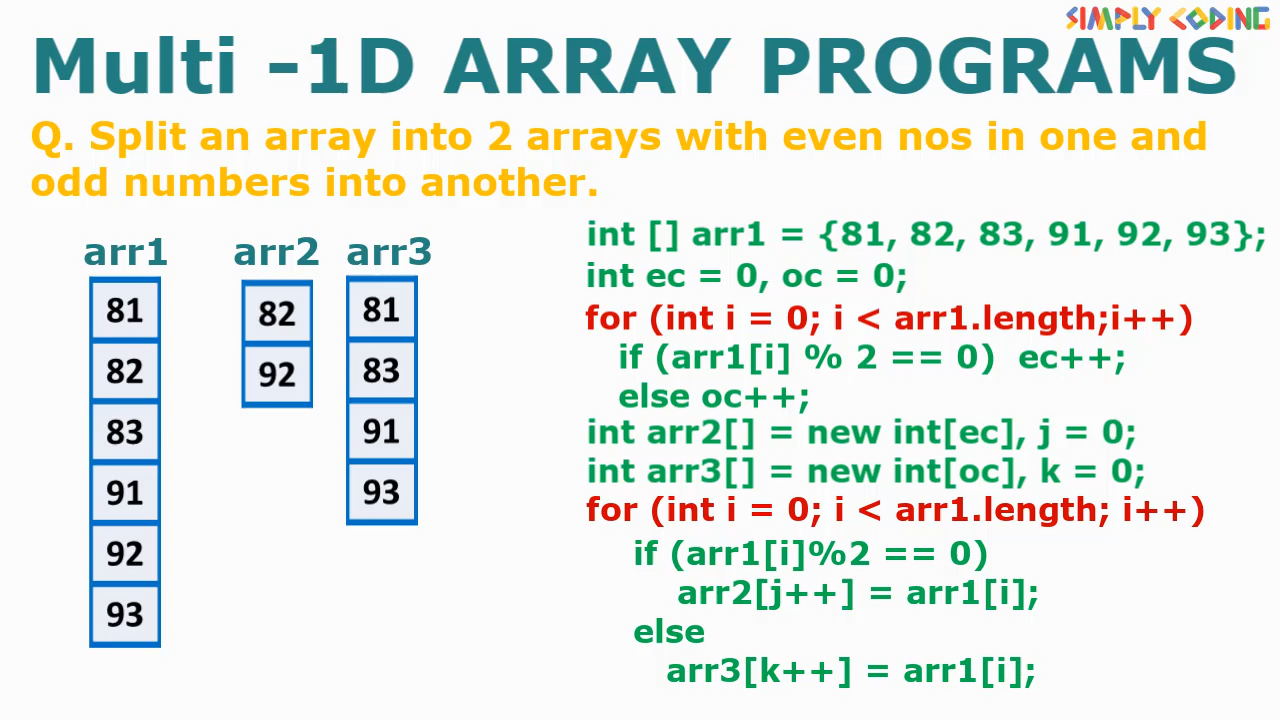 SIMPLY CODING
Multi -1D ARRAY PROGRAMS
Q. Split an array into 2 arrays with even nos in one and
odd numbers into another.
arr1 arr2 arr3
81 82 81
82 92 83
83 91
91 93
92
93
int [] arr1 = {81, 82, 83, 91, 92, 93};
int ec = 0, oc = 0;
for (int i = 0; i < arr1.length;i++)
if (arr1[i] % 2 == 0) ec++;
else oc++;
int arr2[] = new int[ec], j = 0;
int arr3[] = new int[oc], k = 0;
for (int i = 0; i < arr1.length; i++)
if (arr1[i]%2 == 0)
arr2[j++] = arr1[i];
else
arr3[k++] = arr1[i];